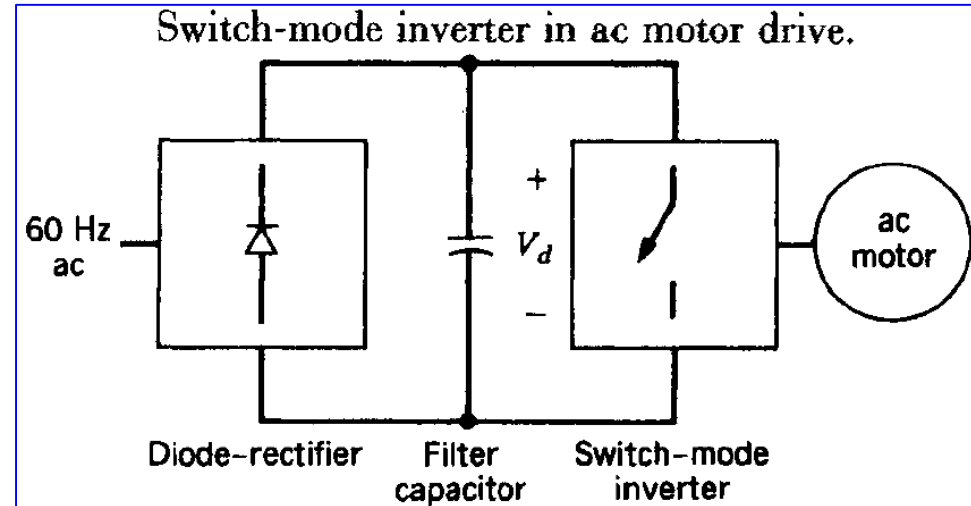 Switch-mode inverter in ac motor drive.
60 Hz
ac
+
V_d
−
ac
motor
Diode-rectifier
Filter
capacitor
Switch-mode
inverter